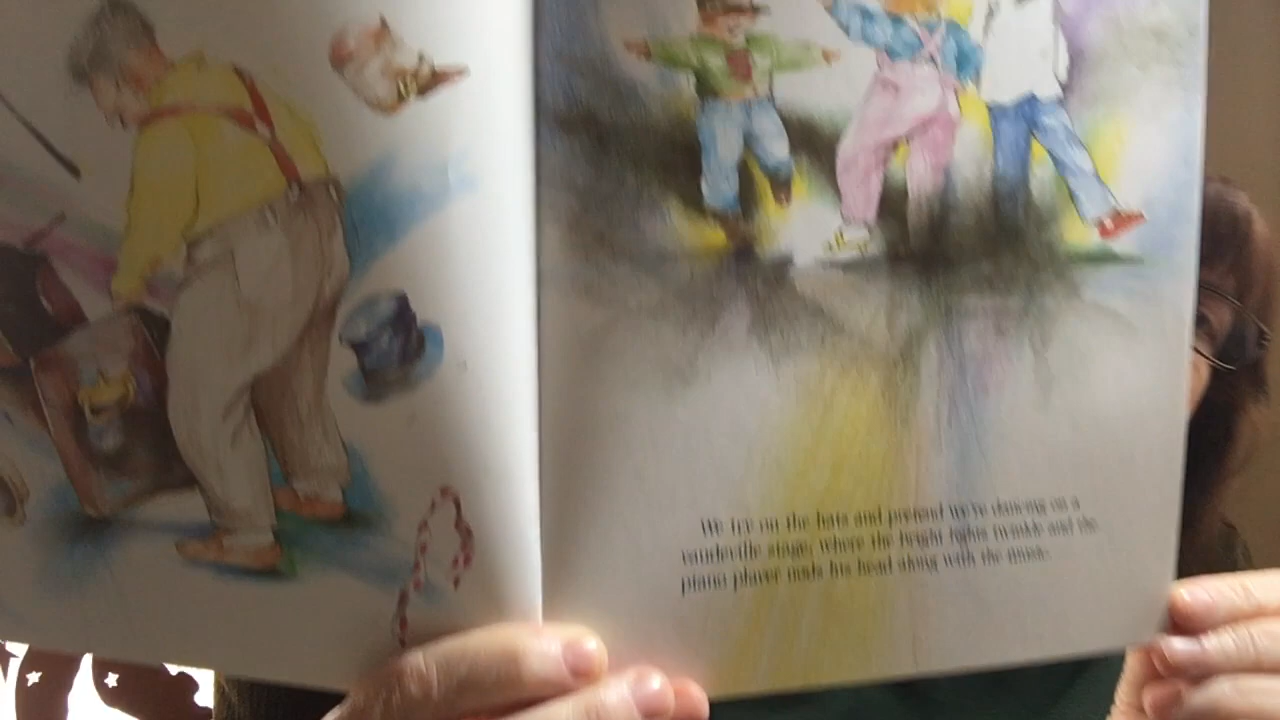 We try on the hats and pretend we're dancing on a
vaudeville stage, where the bright lights twinkle and the
piano player nods his head along with the music.